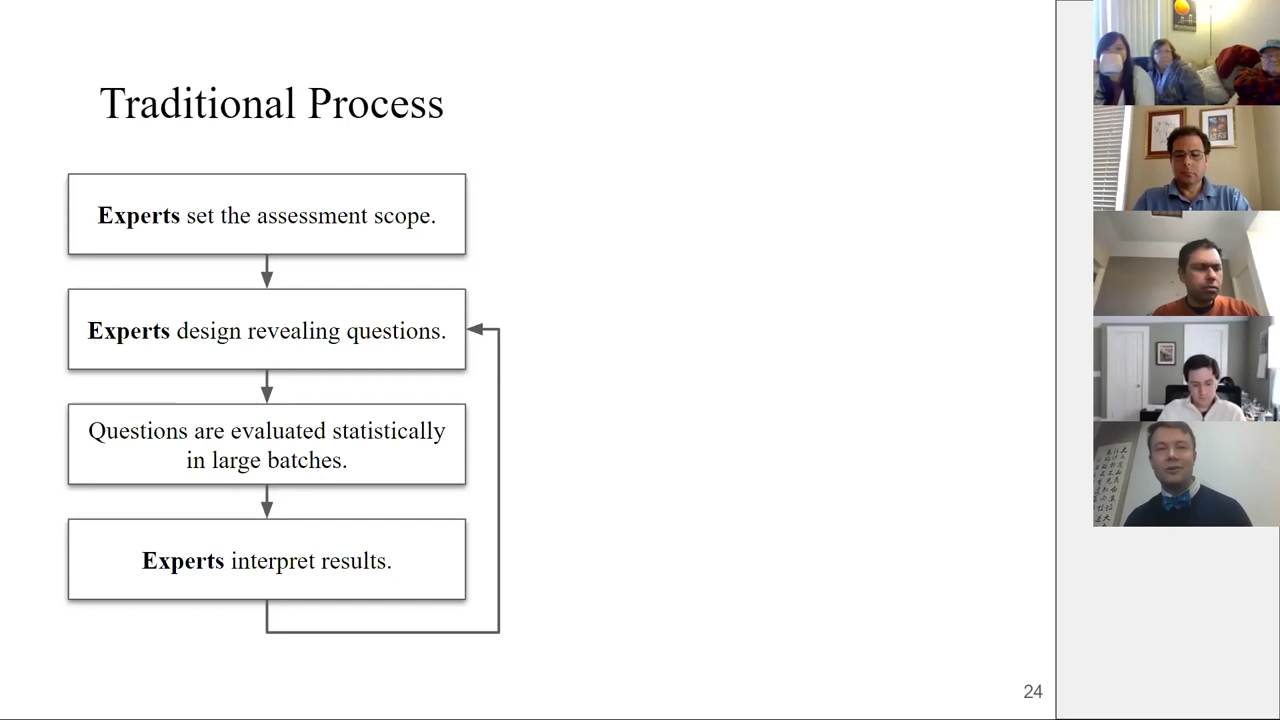 Traditional Process
Experts set the assessment scope.
Experts design revealing questions.
Questions are evaluated statistically
in large batches.
Experts interpret results.
24